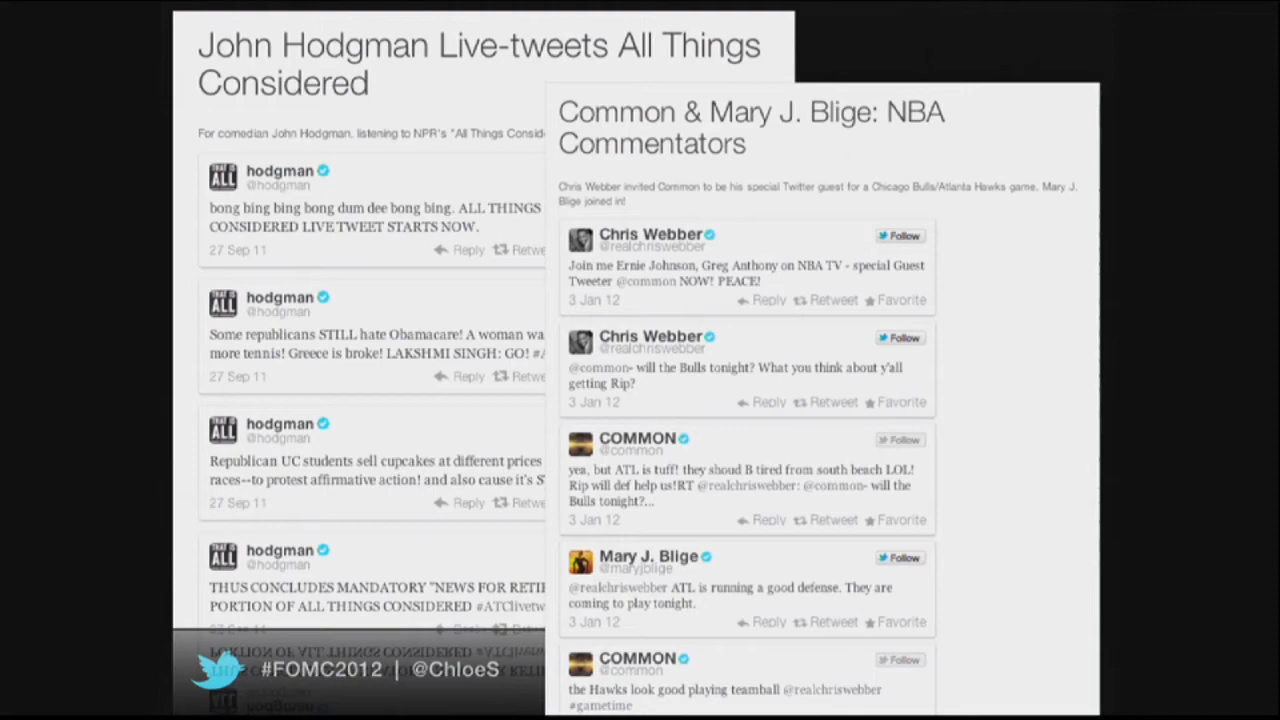 John Hodgman Live-tweets All Things
Considered
For comedian John Hodgman, listening to NPR's "All Things Consid
hodgman
@hodgman
bong bing bing bong dum dee bong bing. ALL THINGS
CONSIDERED LIVE TWEET STARTS NOW.
27 Sep 11 Reply Retwe
hodgman
@hodgman
Some republicans STILL hate Obamacare! A woman wa
more tennis! Greece is broke! LAKSHMI SINGH: GO! #A
27 Sep 11 Reply Retwe
hodgman
@hodgman
Republican UC students sell cupcakes at different prices
races--to protest affirmative action! and also cause it's S
27 Sep 11 Reply Retwe
hodgman
@hodgman
THUS CONCLUDES MANDATORY "NEWS FOR RETIR
PORTION OF ALL THINGS CONSIDERED #ATClivetw
#FOMC2012 | @ChloeS
Common & Mary J. Blige: NBA
Commentators
Chris Webber invited Common to be his special Twitter guest for a Chicago Bulls/Atlanta Hawks game. Mary J.
Blige joined in!
Chris Webber Follow
@realchriswebber
Join me Ernie Johnson, Greg Anthony on NBA TV - special Guest
Tweeter @common NOW! PEACE!
3 Jan 12 Reply Retweet Favorite
Chris Webber Follow
@realchriswebber
@common- will the Bulls tonight? What you think about y'all
getting Rip?
3 Jan 12 Reply Retweet Favorite
COMMON Follow
@common
yea, but ATL is tuff! they shoud B tired from south beach LOL!
Rip will def help us!RT @realchriswebber: @common- will the
Bulls tonight?...
3 Jan 12 Reply Retweet Favorite
Mary J. Blige Follow
@maryjblige
@realchriswebber ATL is running a good defense. They are
coming to play tonight.
3 Jan 12 Reply Retweet Favorite
COMMON Follow
@common
the Hawks look good playing teamball @realchriswebber
#gametime